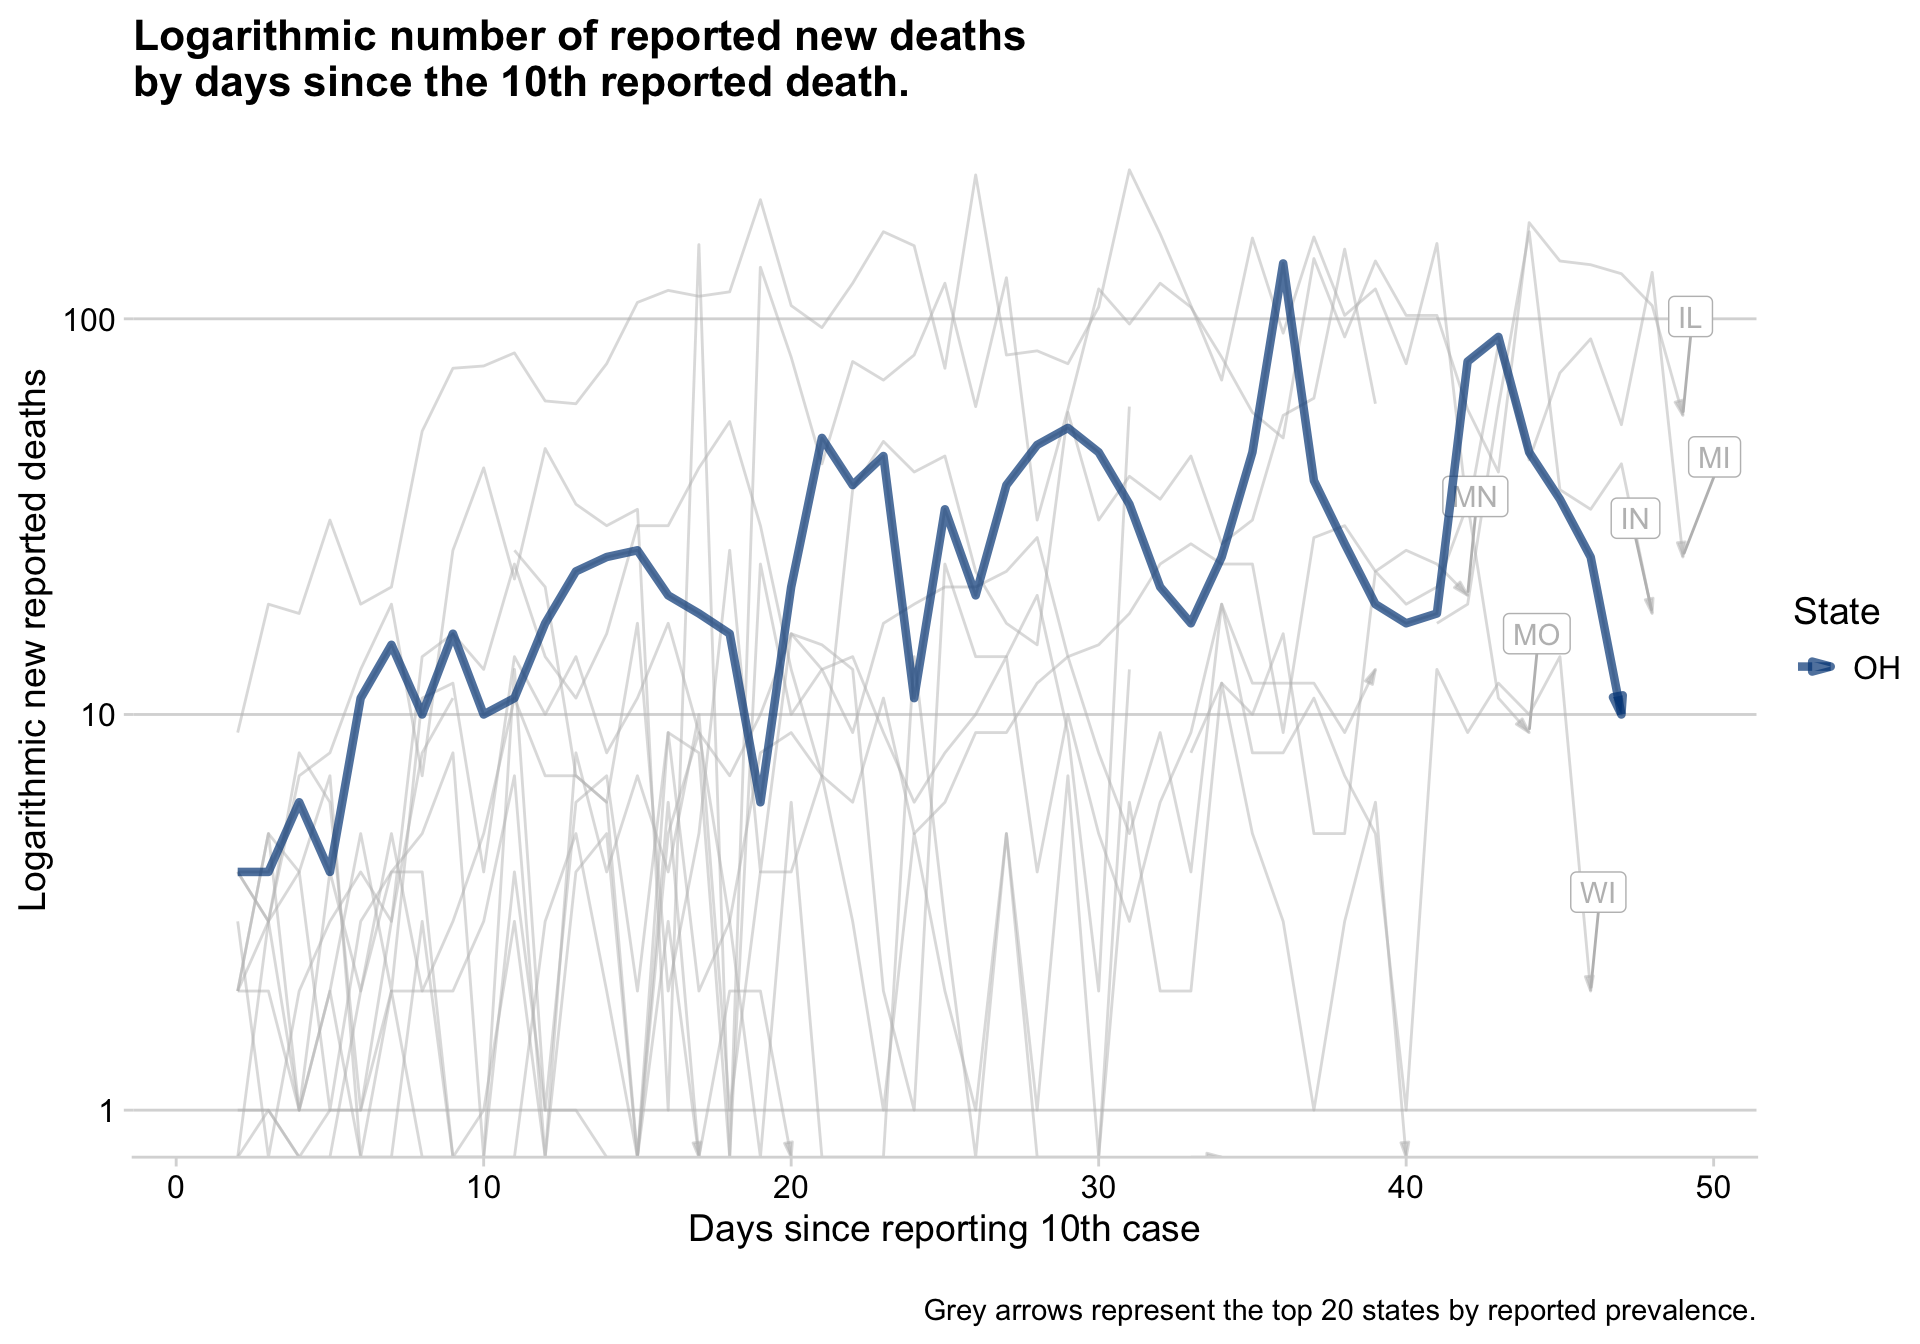 Logarithmic number of reported new deaths
by days since the 10th reported death.
Logarithmic new reported deaths
100
10
1
IL
MI
MN
IN
MO
WI
State
OH
0 10 20 30 40 50
Days since reporting 10th case
Grey arrows represent the top 20 states by reported prevalence.